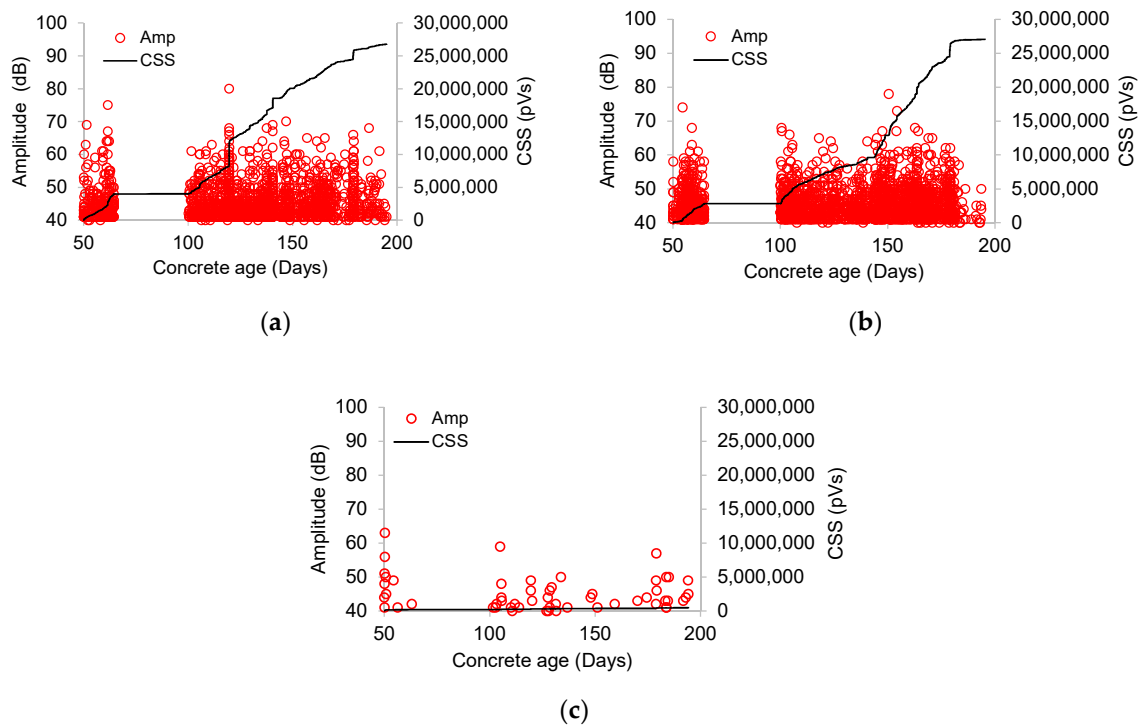 100
90
80
70
60
50
40
Amplitude (dB)
Amp
CSS
30,000,000
25,000,000
20,000,000
15,000,000
10,000,000
5,000,000
0
CSS (pVs)
50 100 150 200
Concrete age (Days)
(a)
100
90
80
70
60
50
40
Amplitude (dB)
Amp
CSS
30,000,000
25,000,000
20,000,000
15,000,000
10,000,000
5,000,000
0
CSS (pVs)
50 100 150 200
Concrete age (Days)
(b)
100
90
80
70
60
50
40
Amplitude (dB)
Amp
CSS
30,000,000
25,000,000
20,000,000
15,000,000
10,000,000
5,000,000
0
CSS (pVs)
50 100 150 200
Concrete age (Days)
(c)